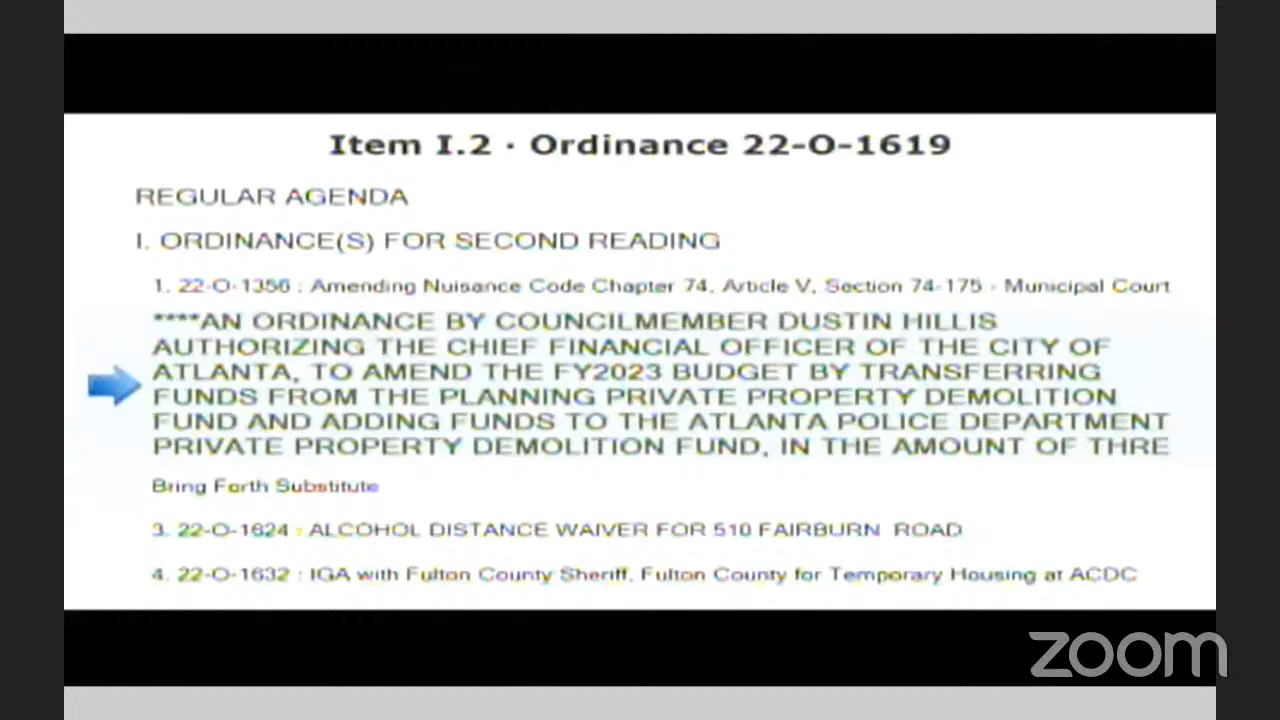 Item I.2 · Ordinance 22-O-1619
REGULAR AGENDA
I. ORDINANCE(S) FOR SECOND READING
1. 22-O-1356 : Amending Nuisance Code Chapter 74, Article V, Section 74-175 - Municipal Court
****AN ORDINANCE BY COUNCILMEMBER DUSTIN HILLIS
AUTHORIZING THE CHIEF FINANCIAL OFFICER OF THE CITY OF
ATLANTA, TO AMEND THE FY2023 BUDGET BY TRANSFERRING
FUNDS FROM THE PLANNING PRIVATE PROPERTY DEMOLITION
FUND AND ADDING FUNDS TO THE ATLANTA POLICE DEPARTMENT
PRIVATE PROPERTY DEMOLITION FUND, IN THE AMOUNT OF THRE
Bring Forth Substitute
3. 22-O-1624 : ALCOHOL DISTANCE WAIVER FOR 510 FAIRBURN ROAD
4. 22-O-1632 : IGA with Fulton County Sheriff, Fulton County for Temporary Housing at ACDC
zoom